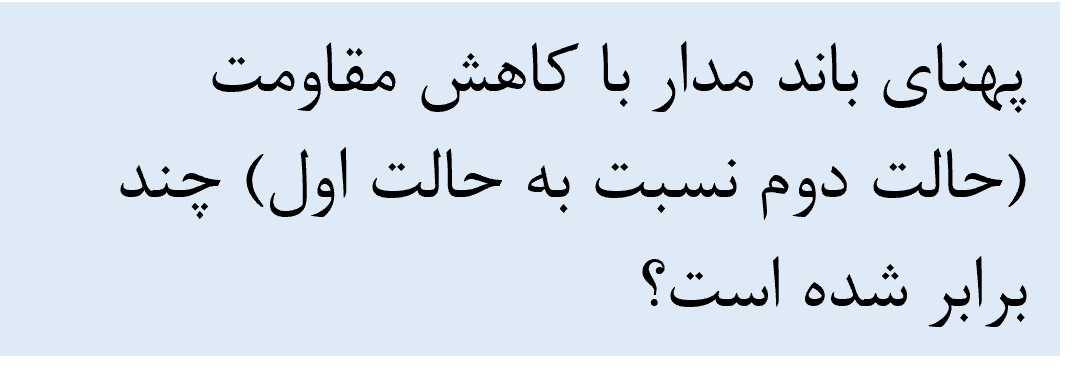 پهنای باند مدار با کاهش مقاومت
(حالت دوم نسبت به حالت اول) چند
برابر شده است؟